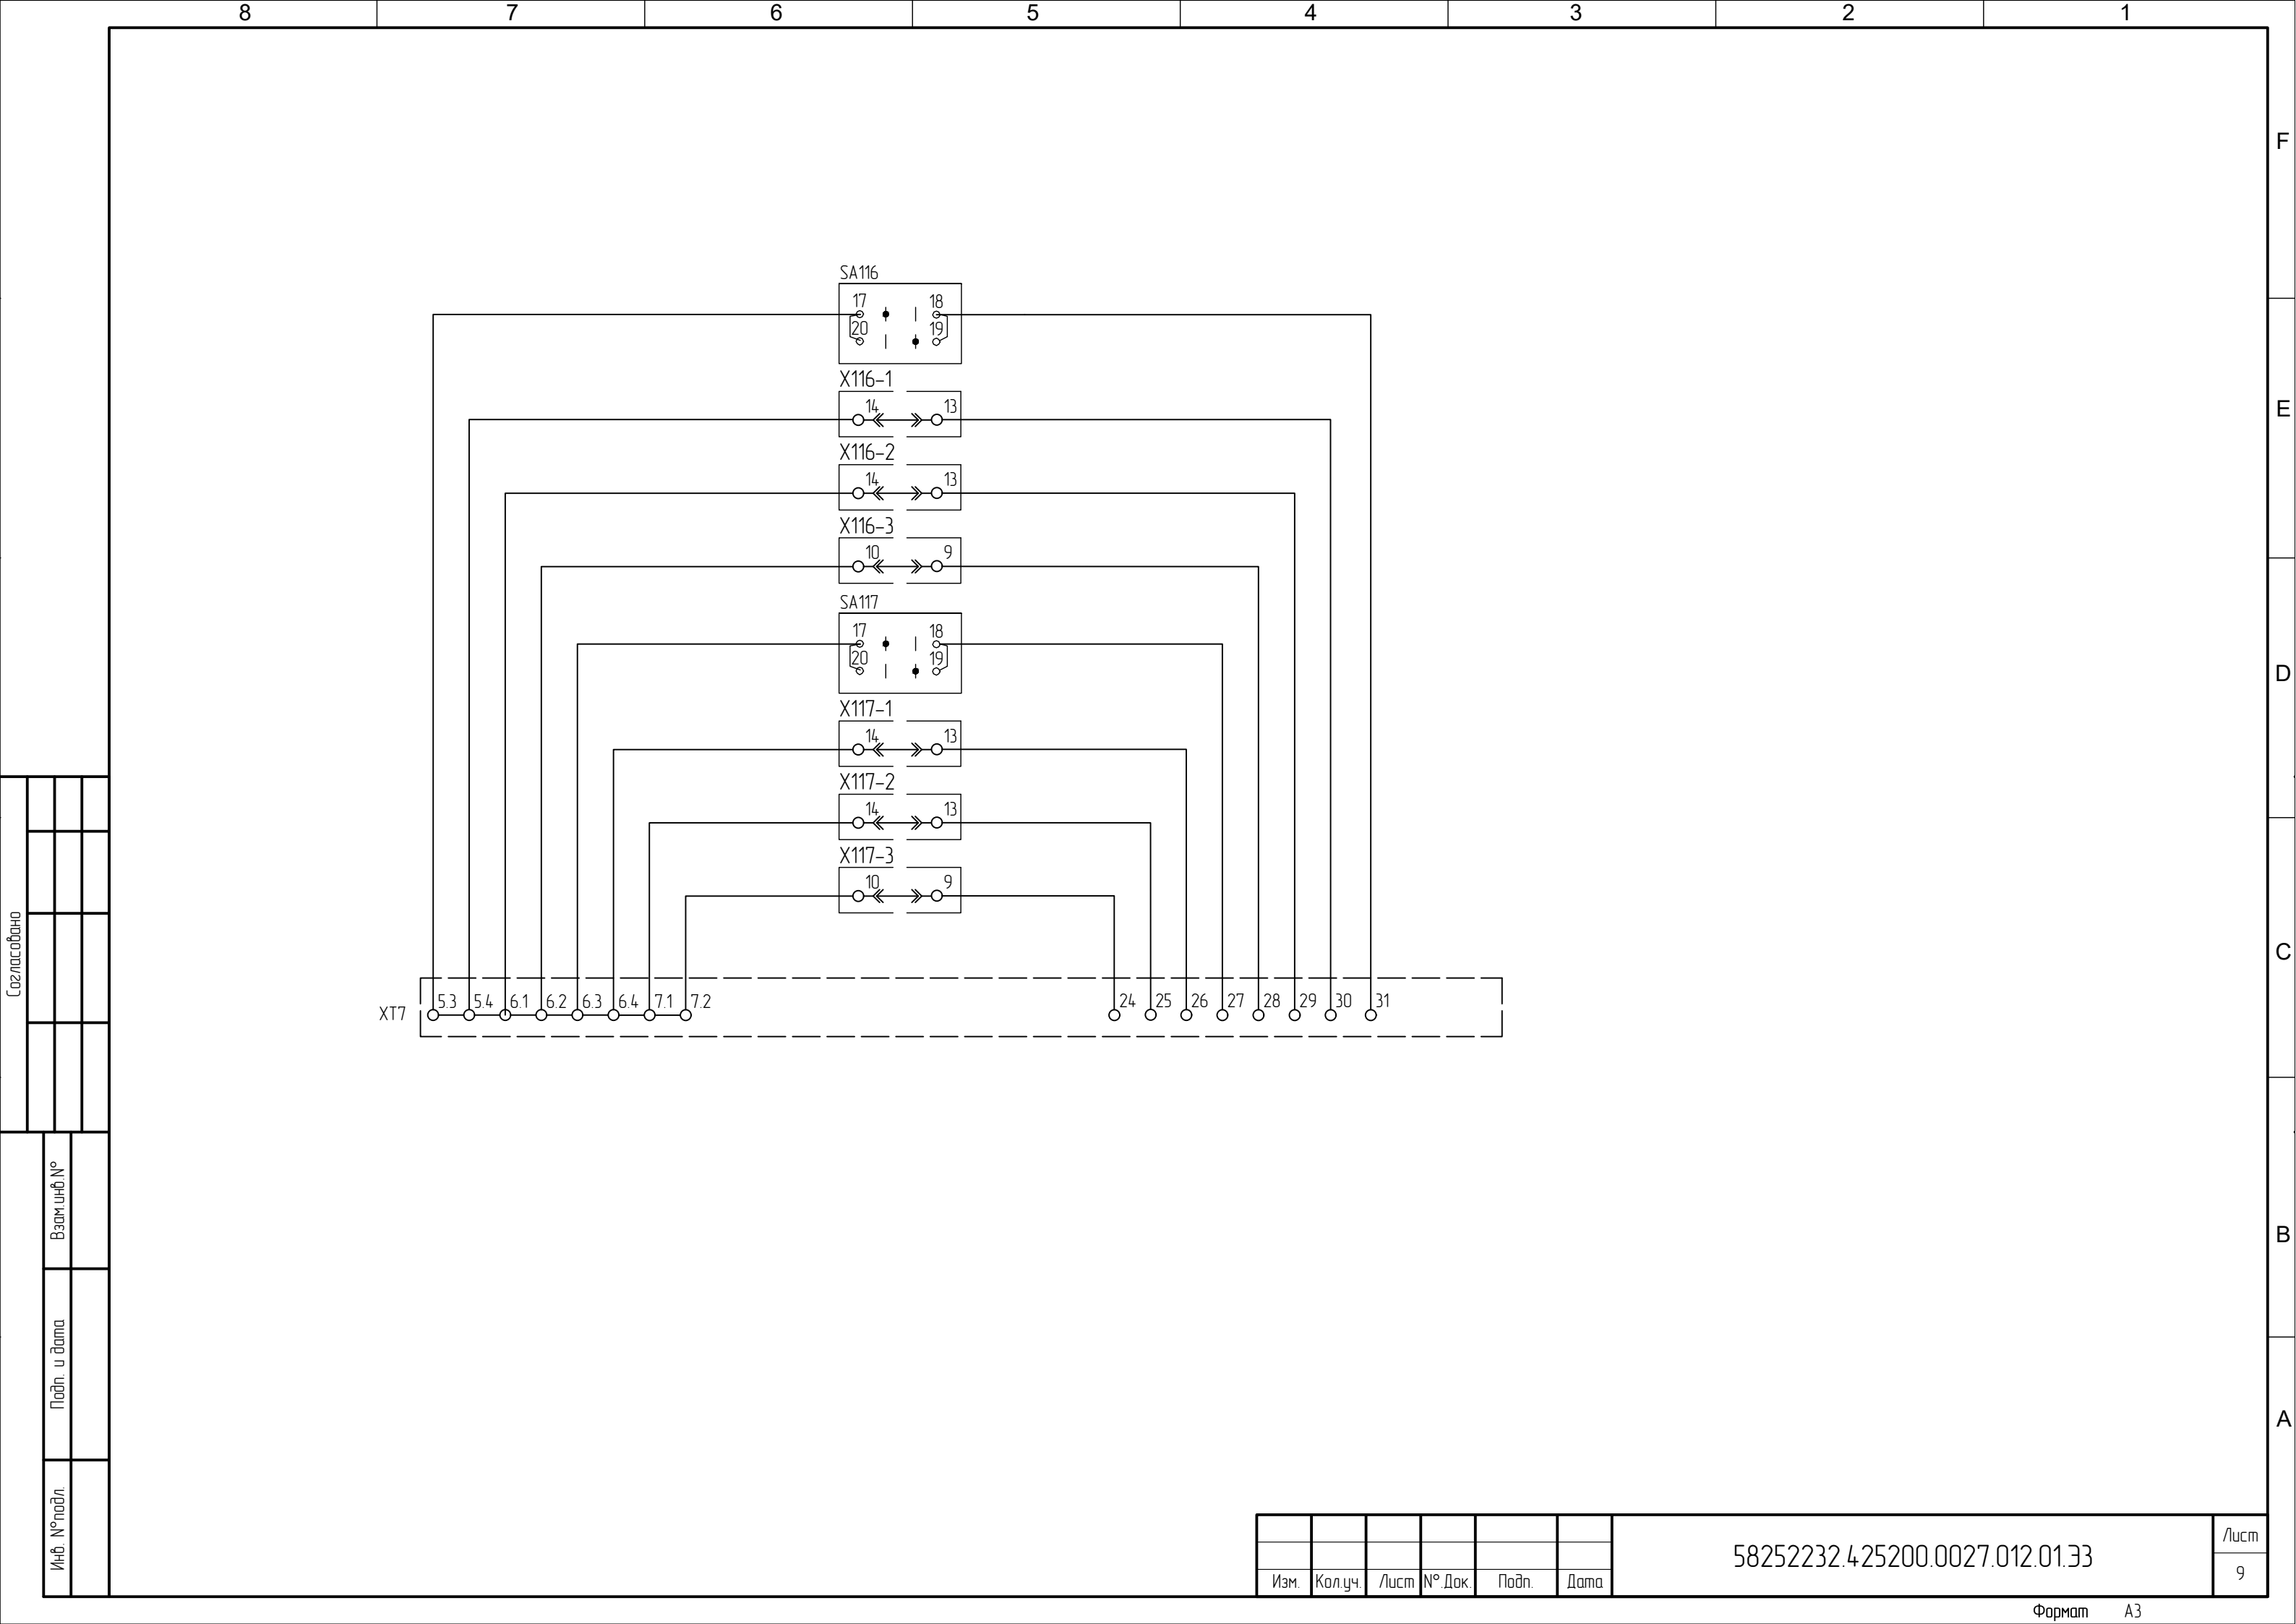 8 7 6 5 4 3 2 1
F
SA116
17 18
20 19
E
X116-1
14 13
X116-2
14 13
X116-3
10 9
SA117
17 18
20 19
D
X117-1
14 13
X117-2
14 13
X117-3
10 9
C
XT7 5.3 5.4 6.1 6.2 6.3 6.4 7.1 7.2 24 25 26 27 28 29 30 31
Согласовано
B
Взам.инв.N°
Подп. и дата
A
Инв. N°подл.
58252232.425200.0027.012.01.ЭЗ
Лист
9
Изм. Кол.уч. Лист N°.Док. Подп. Дата
Формат А3